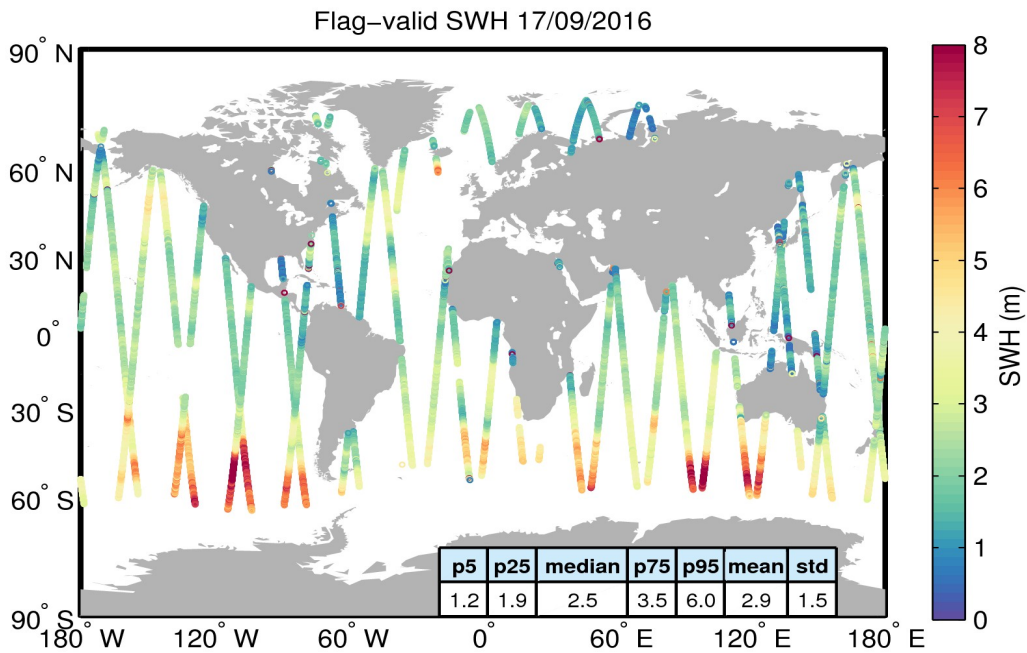 Flag−valid SWH 17/09/2016
90° N
60° N
30° N
0°
30° S
60° S
90° S
180° W
120° W
60° W
0°
60° E
120° E
180° E
p5 p25 median p75 p95 mean std
1.2 1.9 2.5 3.5 6.0 2.9 1.5
8
7
6
5
4
3
2
1
0
SWH (m)